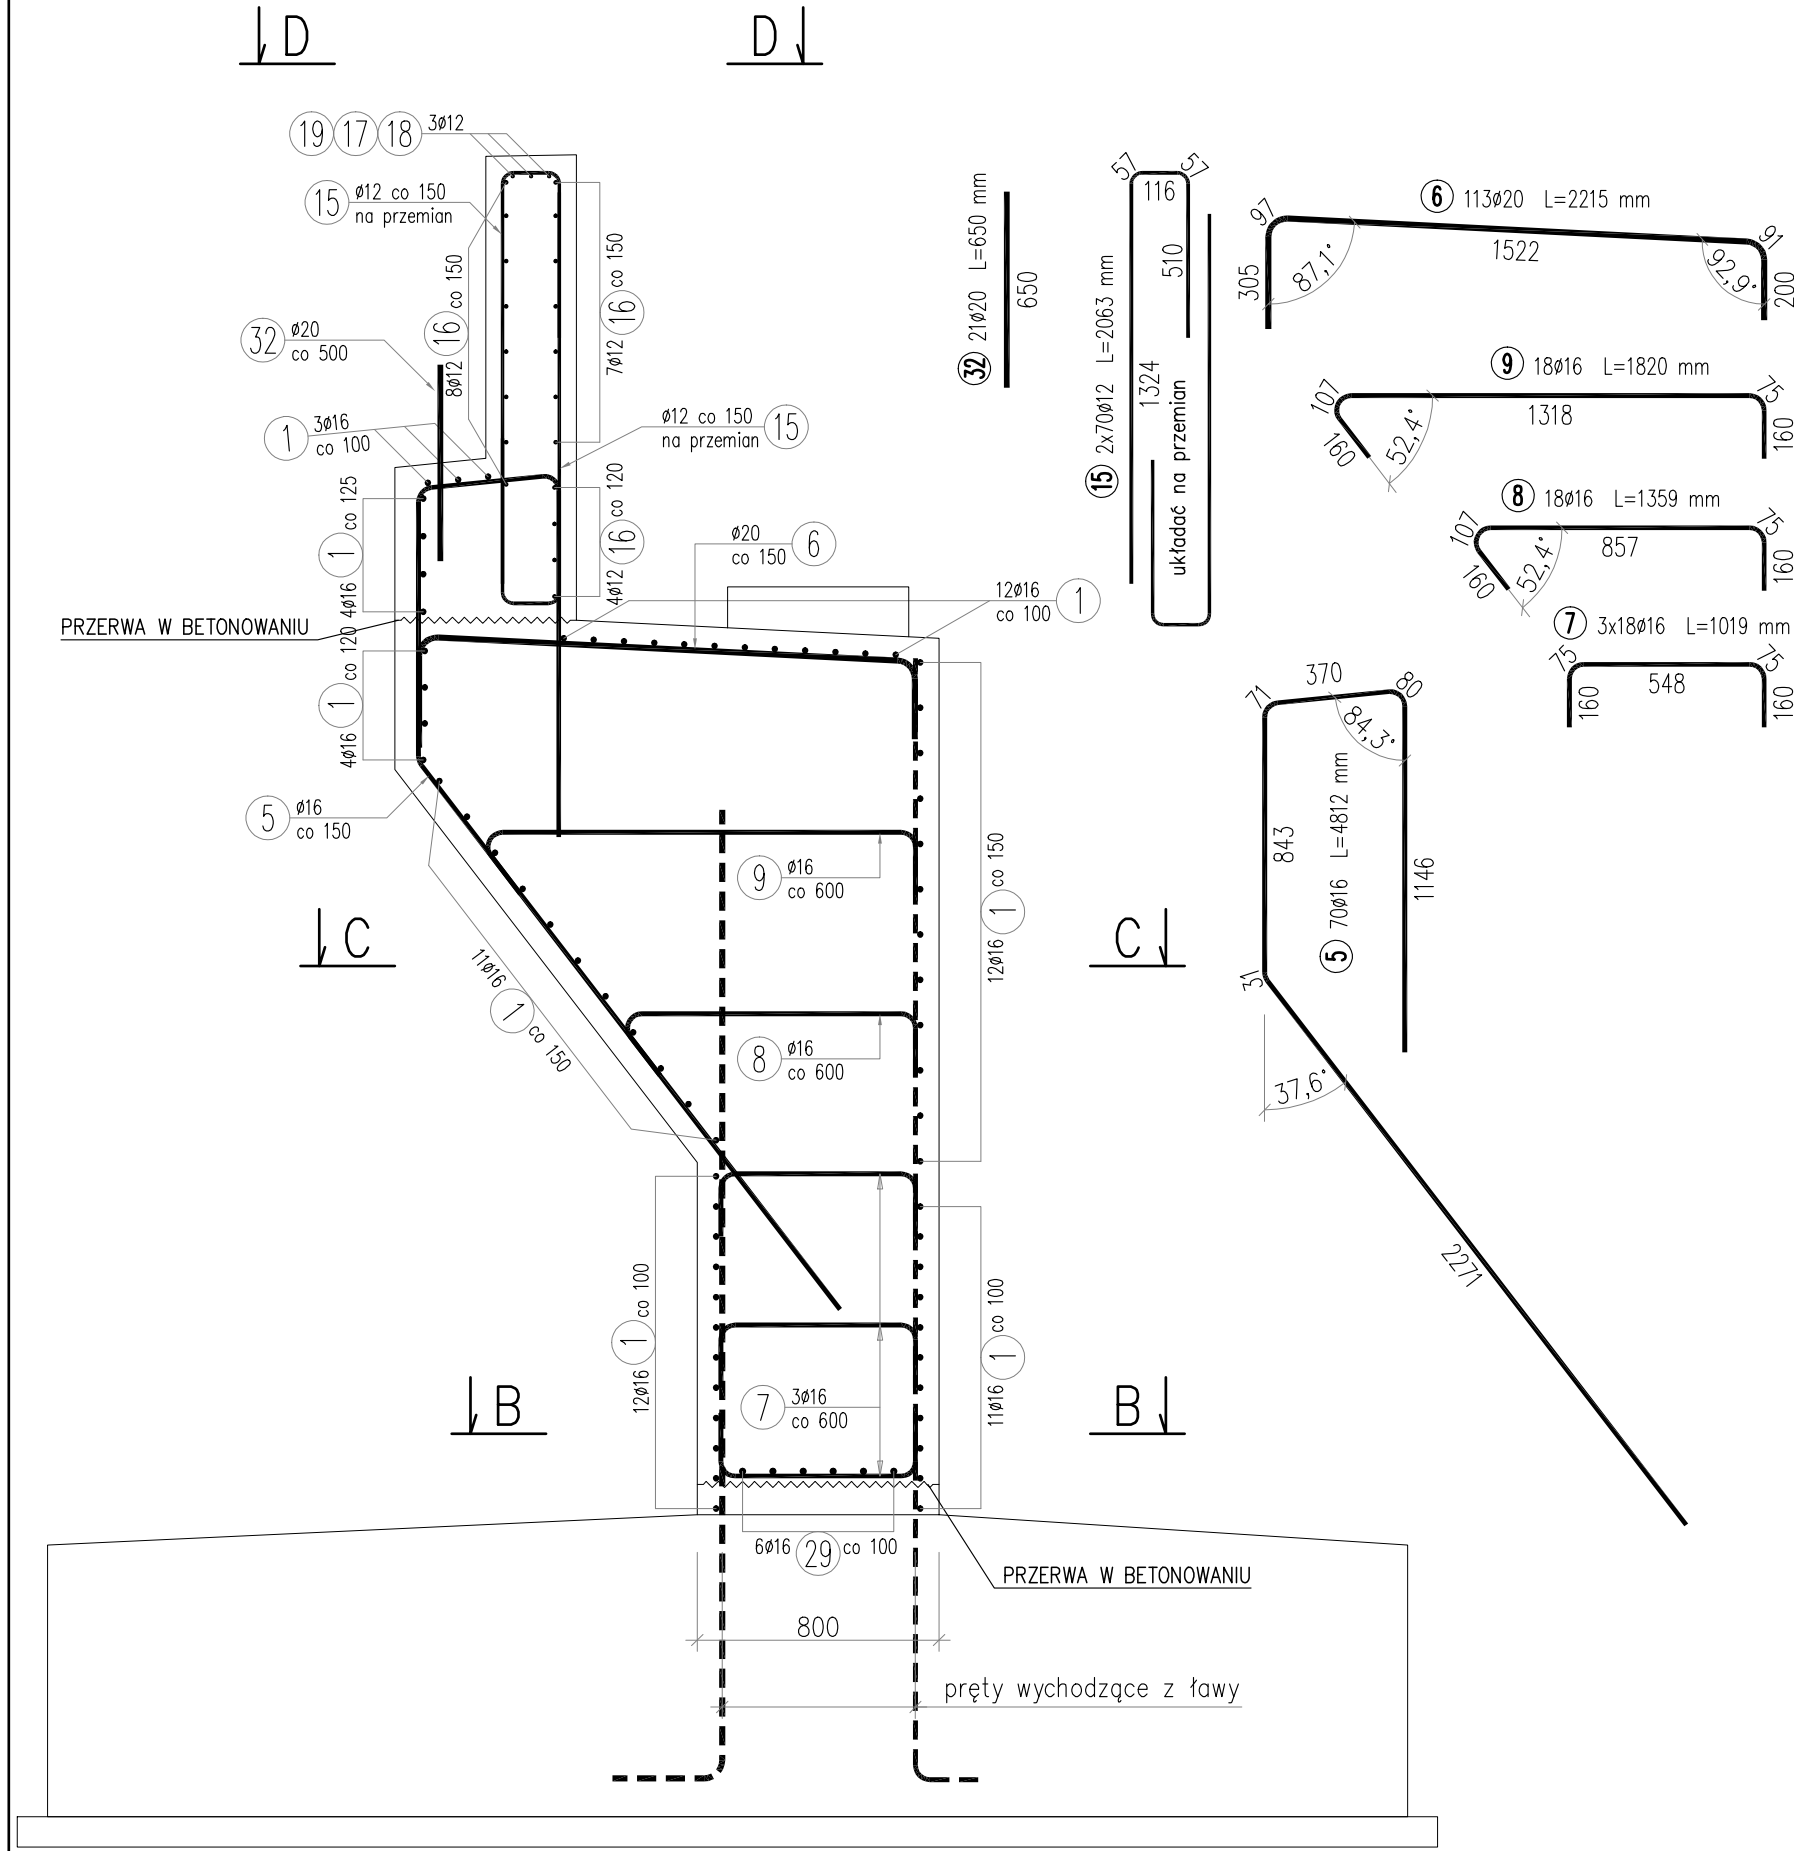 D
D
19 17 18 3ø12
15 ø12 co 150
na przemian
8ø12 16 co 150
7ø12 16 co 150
32 ø20
co 500
1 3ø16
co 100
ø12 co 150 15
na przemian
4ø16 1 co 125
4ø12 16 co 120
ø20
co 150 6
12ø16
co 100 1
PRZERWA W BETONOWANIU
4ø16 1 co 120
5 ø16
co 150
9 ø16
co 600
12ø16 1 co 150
C
C
11ø16 1 co 150
8 ø16
co 600
12ø16 1 co 100
11ø16 1 co 100
B
B
7 3ø16
co 600
6ø16 29 co 100
PRZERWA W BETONOWANIU
800
pręty wychodzące z ławy
32 21ø20 L=650 mm
650
15 2x70ø12 L=2063 mm
57
57
116
510
1324
układać na przemian
6 113ø20 L=2215 mm
97
91
1522
305
87,1°
92,9°
200
9 18ø16 L=1820 mm
107
75
1318
160
52,4°
160
8 18ø16 L=1359 mm
107
75
857
160
52,4°
160
7 3x18ø16 L=1019 mm
75
75
548
160
160
5 70ø16 L=4812 mm
71
370
80
84,3°
843
1146
31
37,6°
2271